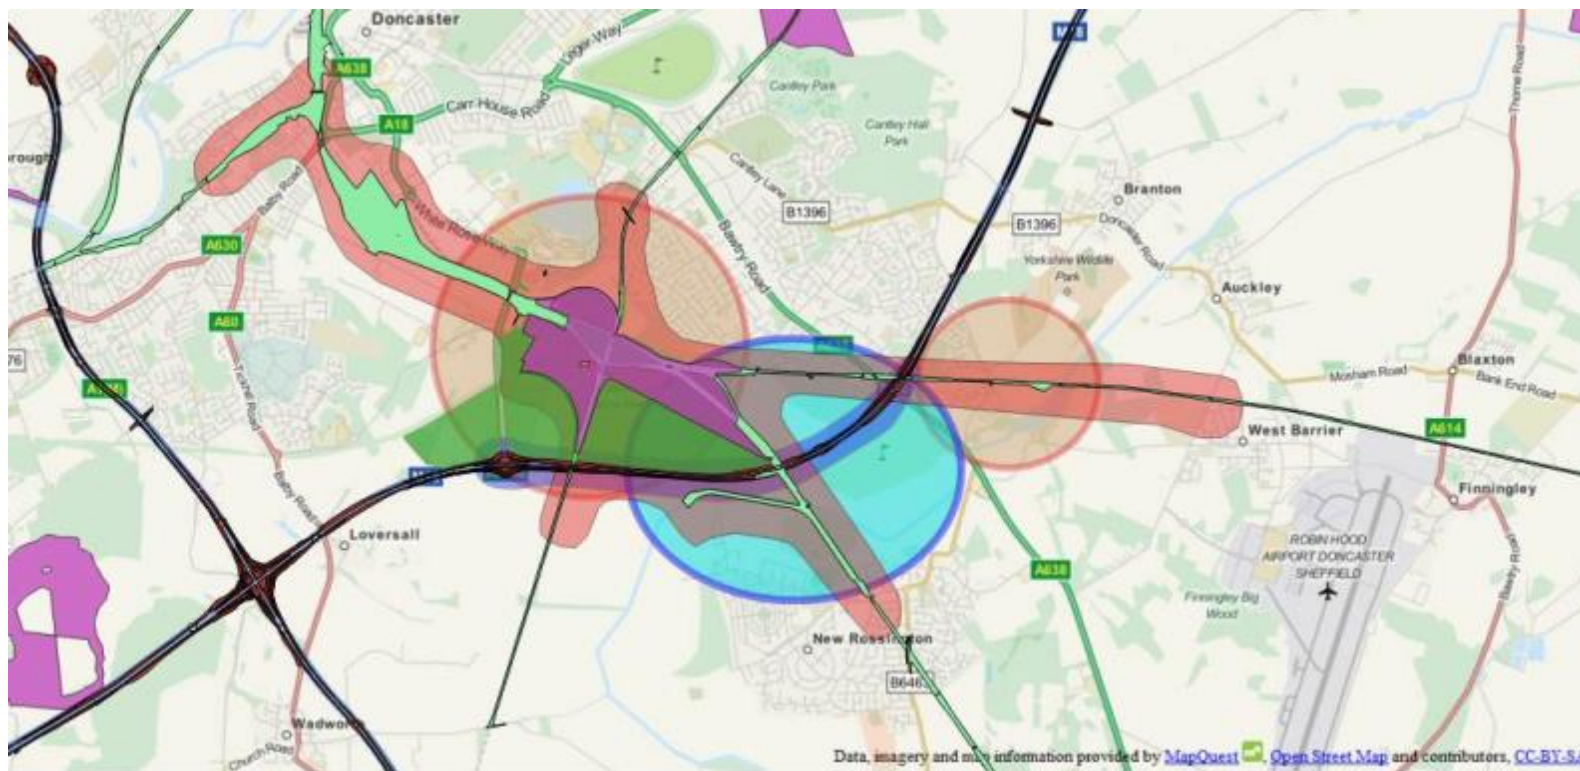 Doncaster
Leger Way
A638
Cantley Park
Carr House Road
A18
Cantley Hall
Park
Cantley Lane
Branton
B1396
B1396
Balby Road
White Rose Way
Doncaster Road
A630
Bawtry Road
Yorkshire Wildlife
Park
Thorne Road
Auckley
A60
76
Tickhill Road
Blaxton
Mosham Road
Bank End Road
A614
West Barrier
Finningley
Loversall
ROBIN HOOD
AIRPORT DONCASTER
SHEFFIELD
A638
Finningley Big
Wood
Bawtry Road
New Rossington
Wadworth
Church Road
Data, imagery and map information provided by MapQuest , Open Street Map and contributors, CC-BY-SA